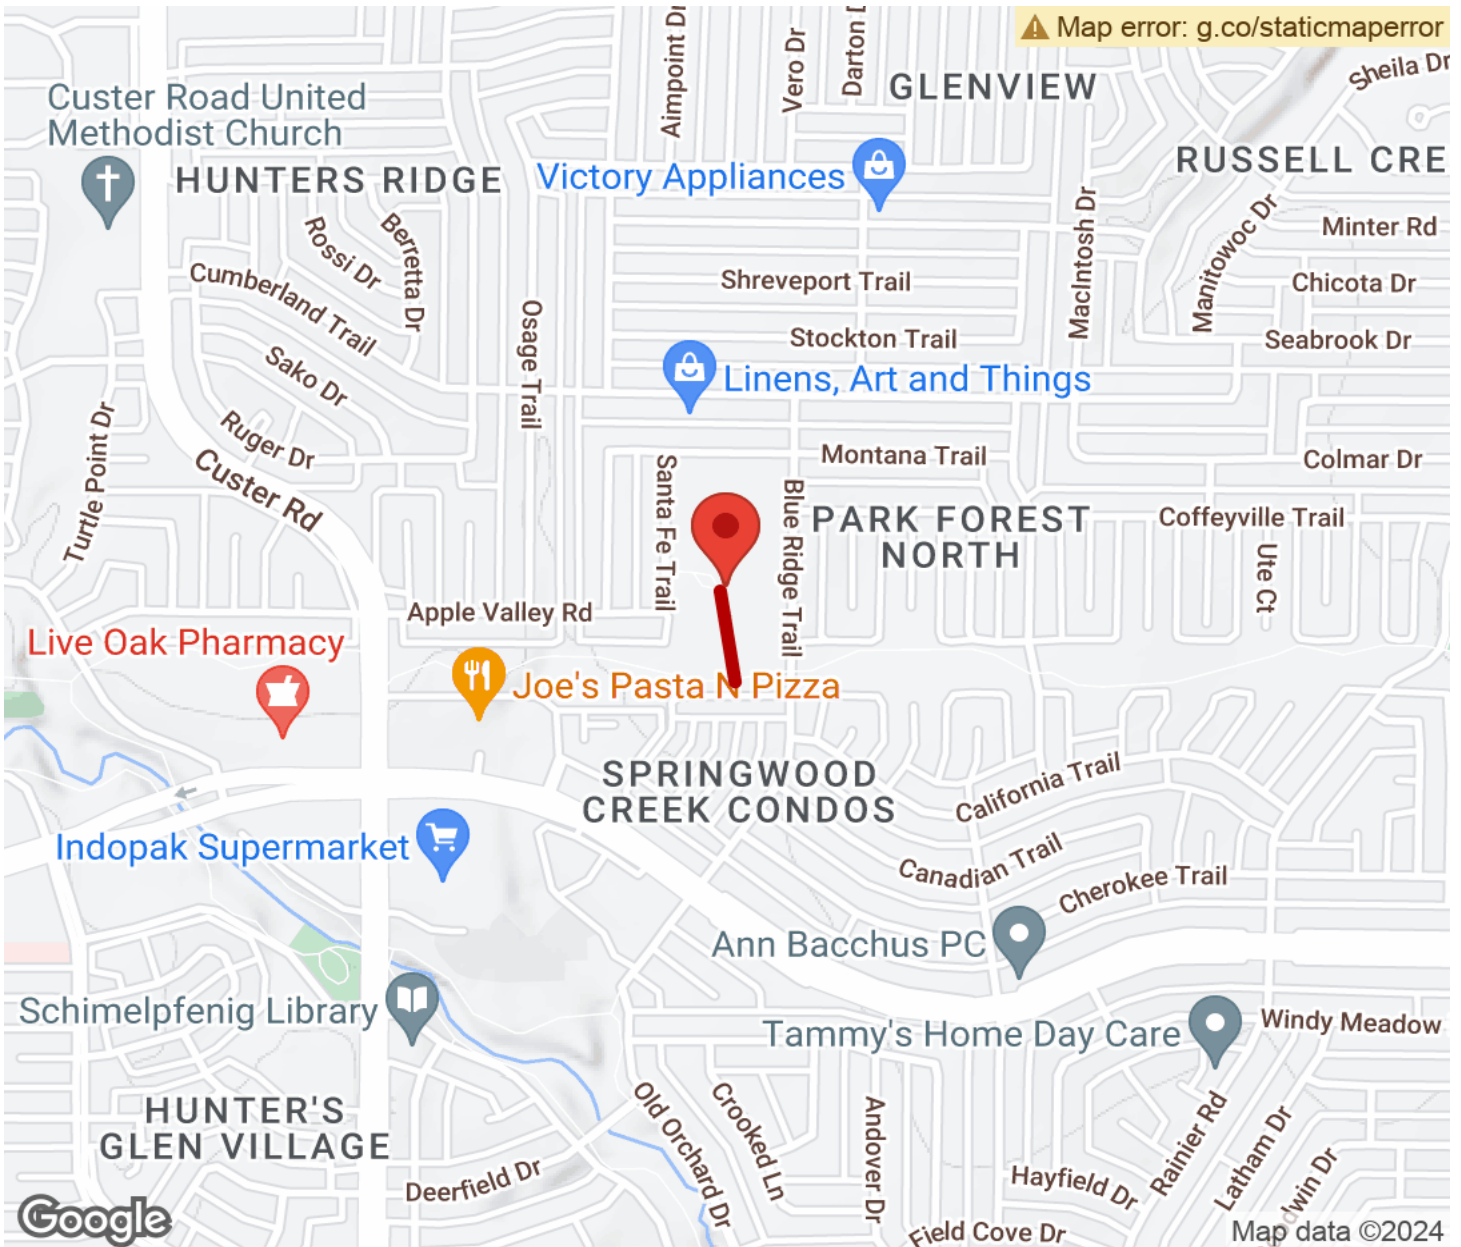 Map error: g.co/staticmaperror
Aimpoint Dr
Vero Dr
Darton D
GLENVIEW
Sheila Dr
Custer Road United
Methodist Church
HUNTERS RIDGE
Victory Appliances
RUSSELL CRE
Rossi Dr
Berretta Dr
MacIntosh Dr
Manitowoc Dr
Minter Rd
Cumberland Trail
Shreveport Trail
Chicota Dr
Osage Trail
Stockton Trail
Seabrook Dr
Sako Dr
Linens, Art and Things
Turtle Point Dr
Ruger Dr
Custer Rd
Santa Fe Trail
Montana Trail
Colmar Dr
Blue Ridge Trail
PARK FOREST
NORTH
Coffeyville Trail
Ute Ct
Apple Valley Rd
Live Oak Pharmacy
Joe's Pasta N Pizza
SPRINGWOOD
CREEK CONDOS
California Trail
Indopak Supermarket
Canadian Trail
Cherokee Trail
Ann Bacchus PC
Schimelpfenig Library
Tammy's Home Day Care
Windy Meadow
HUNTER'S
GLEN VILLAGE
Old Orchard Dr
Crooked Ln
Andover Dr
Rainier Rd
Latham Dr
Deerfield Dr
Hayfield Dr
odwin Dr
Field Cove Dr
Google
Map data ©2024